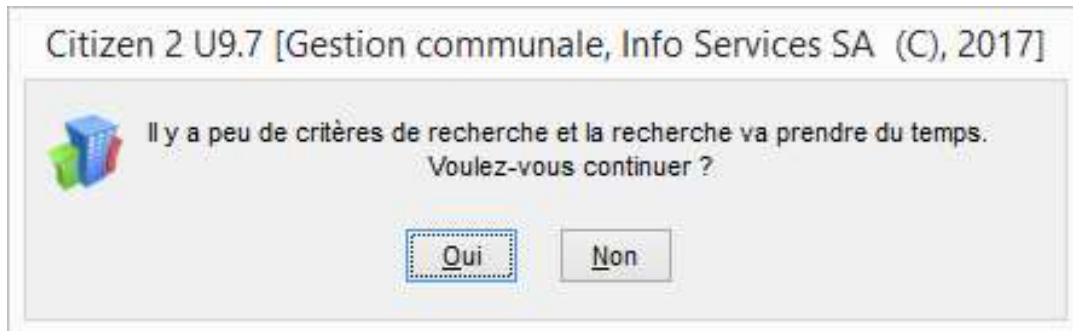 Citizen 2 U9.7 [Gestion communale, Info Services SA (C), 2017]
Il y a peu de critères de recherche et la recherche va prendre du temps.
Voulez-vous continuer ?
Oui
Non